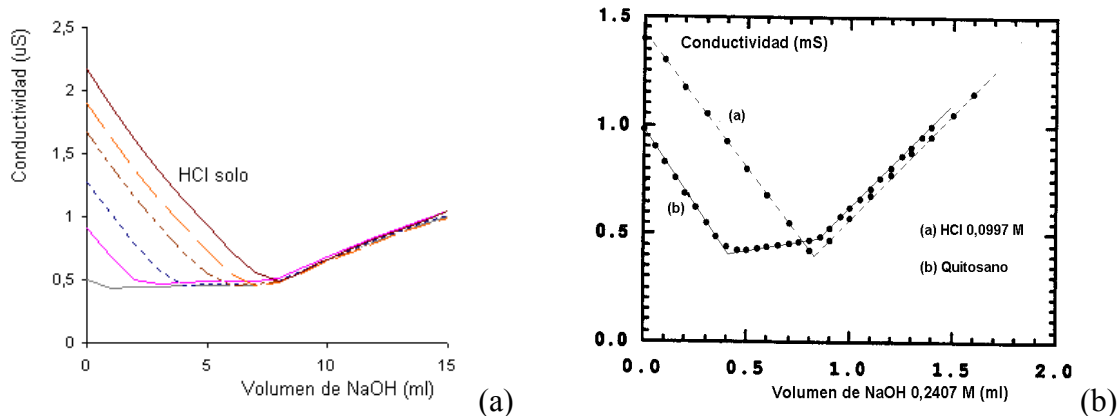 2,5
2
1,5
1
0,5
0
Conductividad (uS)
HCl solo
0
5
10
15
Volumen de NaOH (ml)
(a)
1.5
1.0
0.5
0.0
Conductividad (mS)
(a)
(b)
(a) HCl 0,0997 M
(b) Quitosano
0.0
0.5
1.0
1.5
2.0
Volumen de NaOH 0,2407 M (ml)
(b)